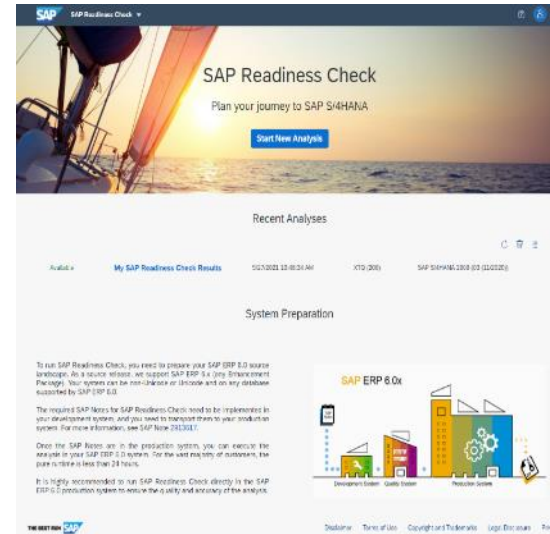 SAP SAP Readiness Check
SAP Readiness Check
Plan your journey to SAP S/4HANA
Start New Analysis
Recent Analyses
Available My SAP Readiness Check Results
System Preparation
To run SAP Readiness Check, you need to prepare your SAP ERP 6.0 source
landscape. As a source release, we support SAP ERP 6.x (any Enhancement
Package). Your system can be non-Unicode or Unicode and on any database
supported by SAP ERP 6.0.
The required SAP Notes for SAP Readiness Check need to be implemented in
your development system, and you need to transport them to your production
system. For more information, see SAP Note 2913617.
Once the SAP Notes are in the production system, you can execute the
analysis in your SAP ERP 6.0 system. For the vast majority of customers, the
pure runtime is less than 24 hours.
It is highly recommended to run SAP Readiness Check directly in the SAP
ERP 6.0 production system to ensure the quality and accuracy of the analysis.
SAP ERP 6.0x
Development System Quality System Production System
THE BEST RUN SAP
Disclaimer Terms of Use Copyright and Trademarks Legal Disclosure